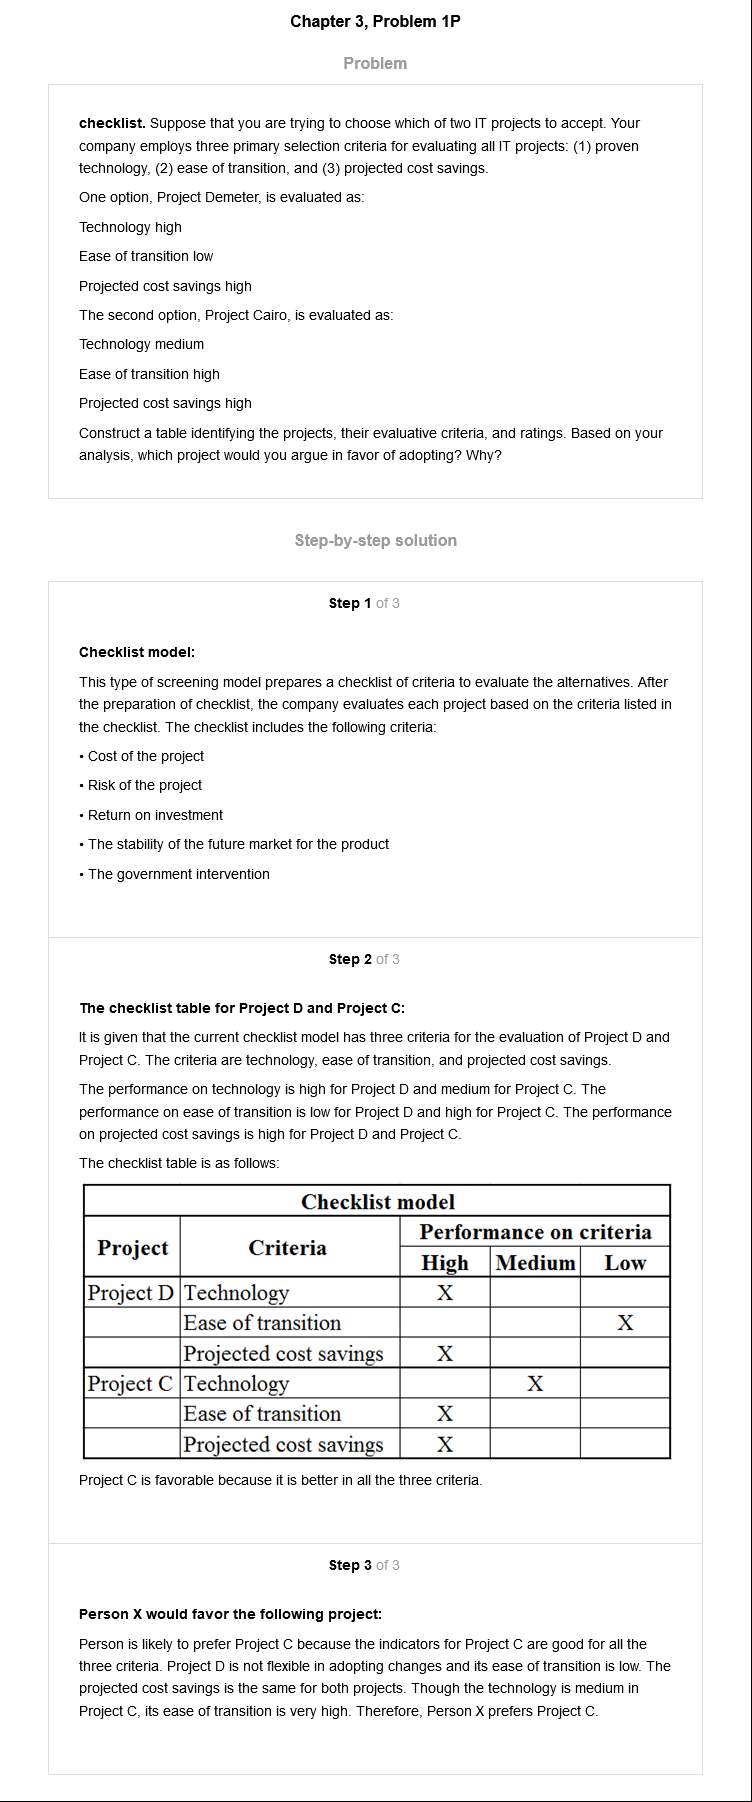 Chapter 3, Problem 1P
Problem
checklist. Suppose that you are trying to choose which of two IT projects to accept. Your
company employs three primary selection criteria for evaluating all IT projects: (1) proven
technology, (2) ease of transition, and (3) projected cost savings.
One option, Project Demeter, is evaluated as:
Technology high
Ease of transition low
Projected cost savings high
The second option, Project Cairo, is evaluated as:
Technology medium
Ease of transition high
Projected cost savings high
Construct a table identifying the projects, their evaluative criteria, and ratings. Based on your
analysis, which project would you argue in favor of adopting? Why?
Step-by-step solution
Step 1 of 3
Checklist model:
This type of screening model prepares a checklist of criteria to evaluate the alternatives. After
the preparation of checklist, the company evaluates each project based on the criteria listed in
the checklist. The checklist includes the following criteria:
• Cost of the project
• Risk of the project
• Return on investment
• The stability of the future market for the product
• The government intervention
Step 2 of 3
The checklist table for Project D and Project C:
It is given that the current checklist model has three criteria for the evaluation of Project D and
Project C. The criteria are technology, ease of transition, and projected cost savings.
The performance on technology is high for Project D and medium for Project C. The
performance on ease of transition is low for Project D and high for Project C. The performance
on projected cost savings is high for Project D and Project C.
The checklist table is as follows:
Checklist model
Project Criteria Performance on criteria
High Medium Low
Project D Technology X
Ease of transition X
Projected cost savings X
Project C Technology X
Ease of transition X
Projected cost savings X
Project C is favorable because it is better in all the three criteria.
Step 3 of 3
Person X would favor the following project:
Person is likely to prefer Project C because the indicators for Project C are good for all the
three criteria. Project D is not flexible in adopting changes and its ease of transition is low. The
projected cost savings is the same for both projects. Though the technology is medium in
Project C, its ease of transition is very high. Therefore, Person X prefers Project C.